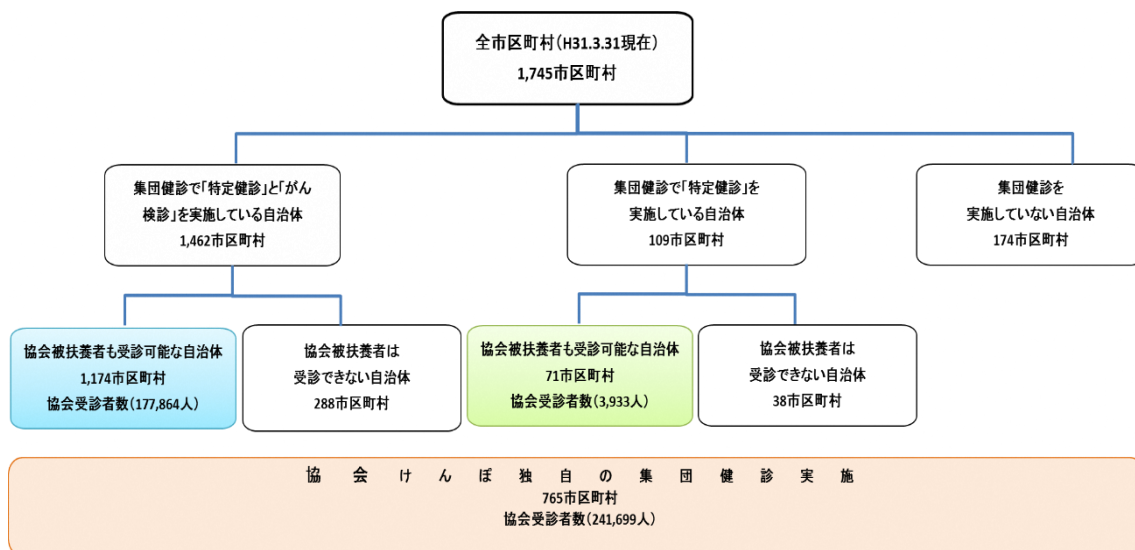 全市区町村(H31.3.31現在)
1,745市区町村
集団健診で「特定健診」と「がん
検診」を実施している自治体
1,462市区町村
集団健診で「特定健診」を
実施している自治体
109市区町村
集団健診を
実施していない自治体
174市区町村
協会被扶養者も受診可能な自治体
1,174市区町村
協会受診者数(177,864人)
協会被扶養者は
受診できない自治体
288市区町村
協会被扶養者も受診可能な自治体
71市区町村
協会受診者数(3,933人)
協会被扶養者は
受診できない自治体
38市区町村
協会けんぽ独自の集団健診実施
765市区町村
協会受診者数(241,699人)